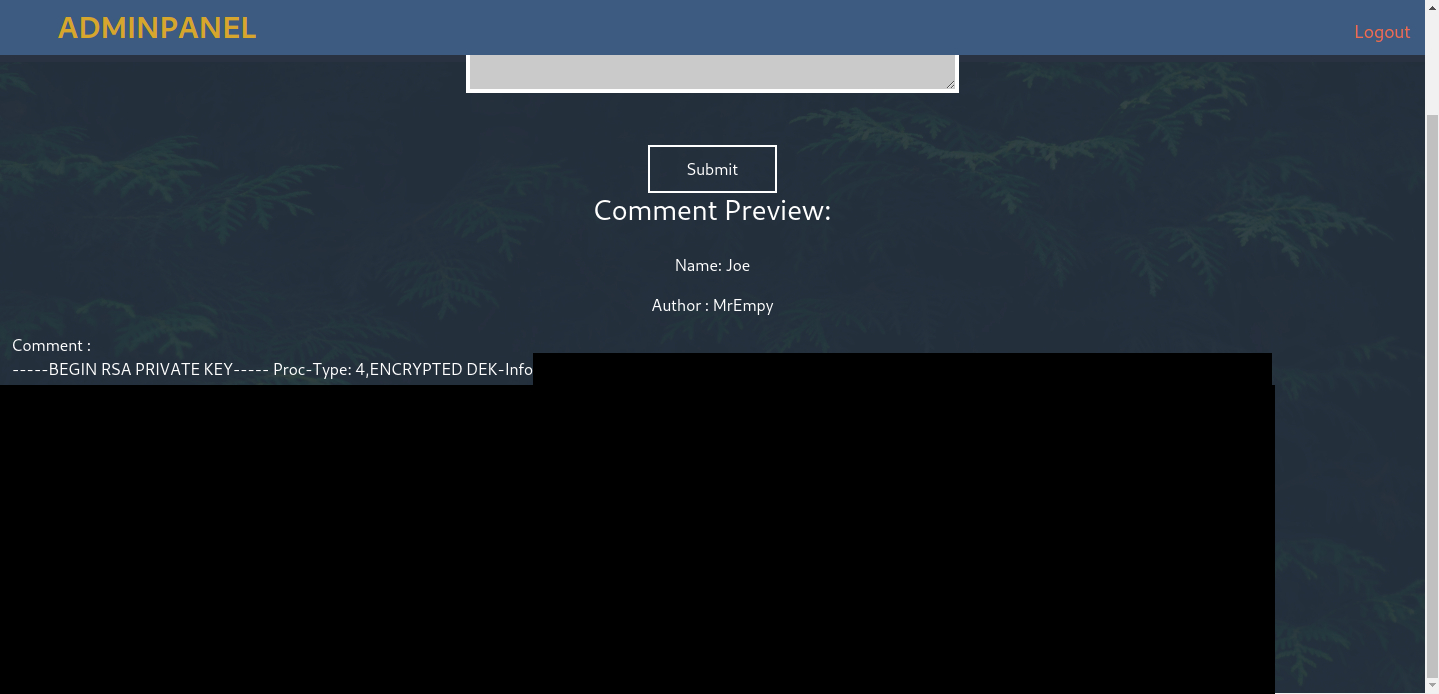 ADMINPANEL
Logout
Submit
Comment Preview:
Name: Joe
Author : MrEmpy
Comment :
-----BEGIN RSA PRIVATE KEY----- Proc-Type: 4,ENCRYPTED DEK-Info